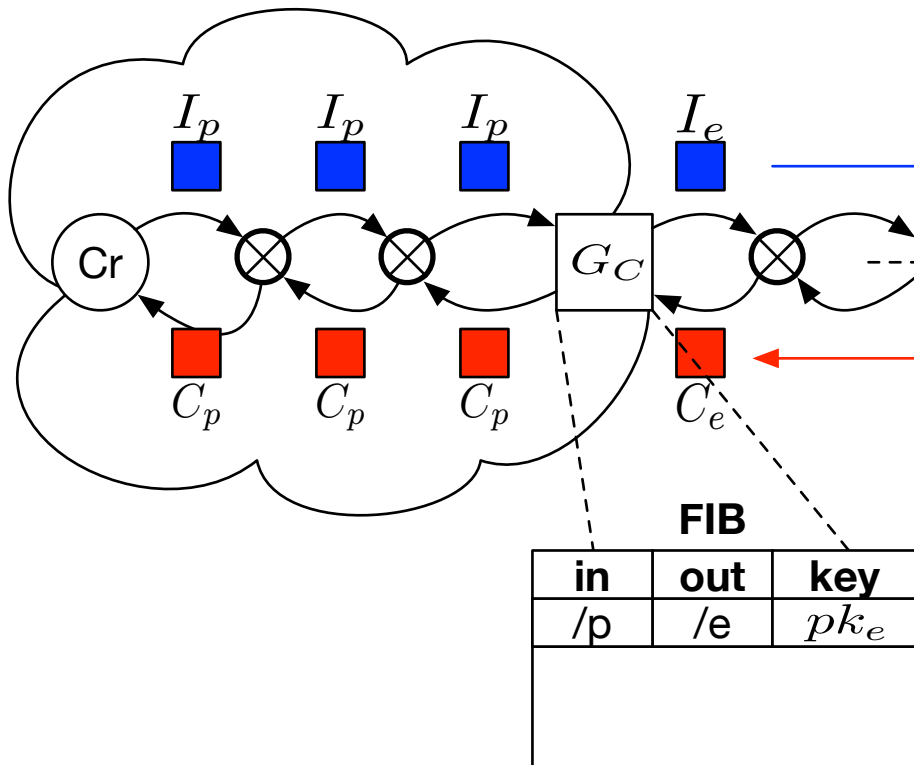 I_p I_p I_p I_e
Cr G_C
C_p C_p C_p C_e
FIB
in out key
/p /e pk_e